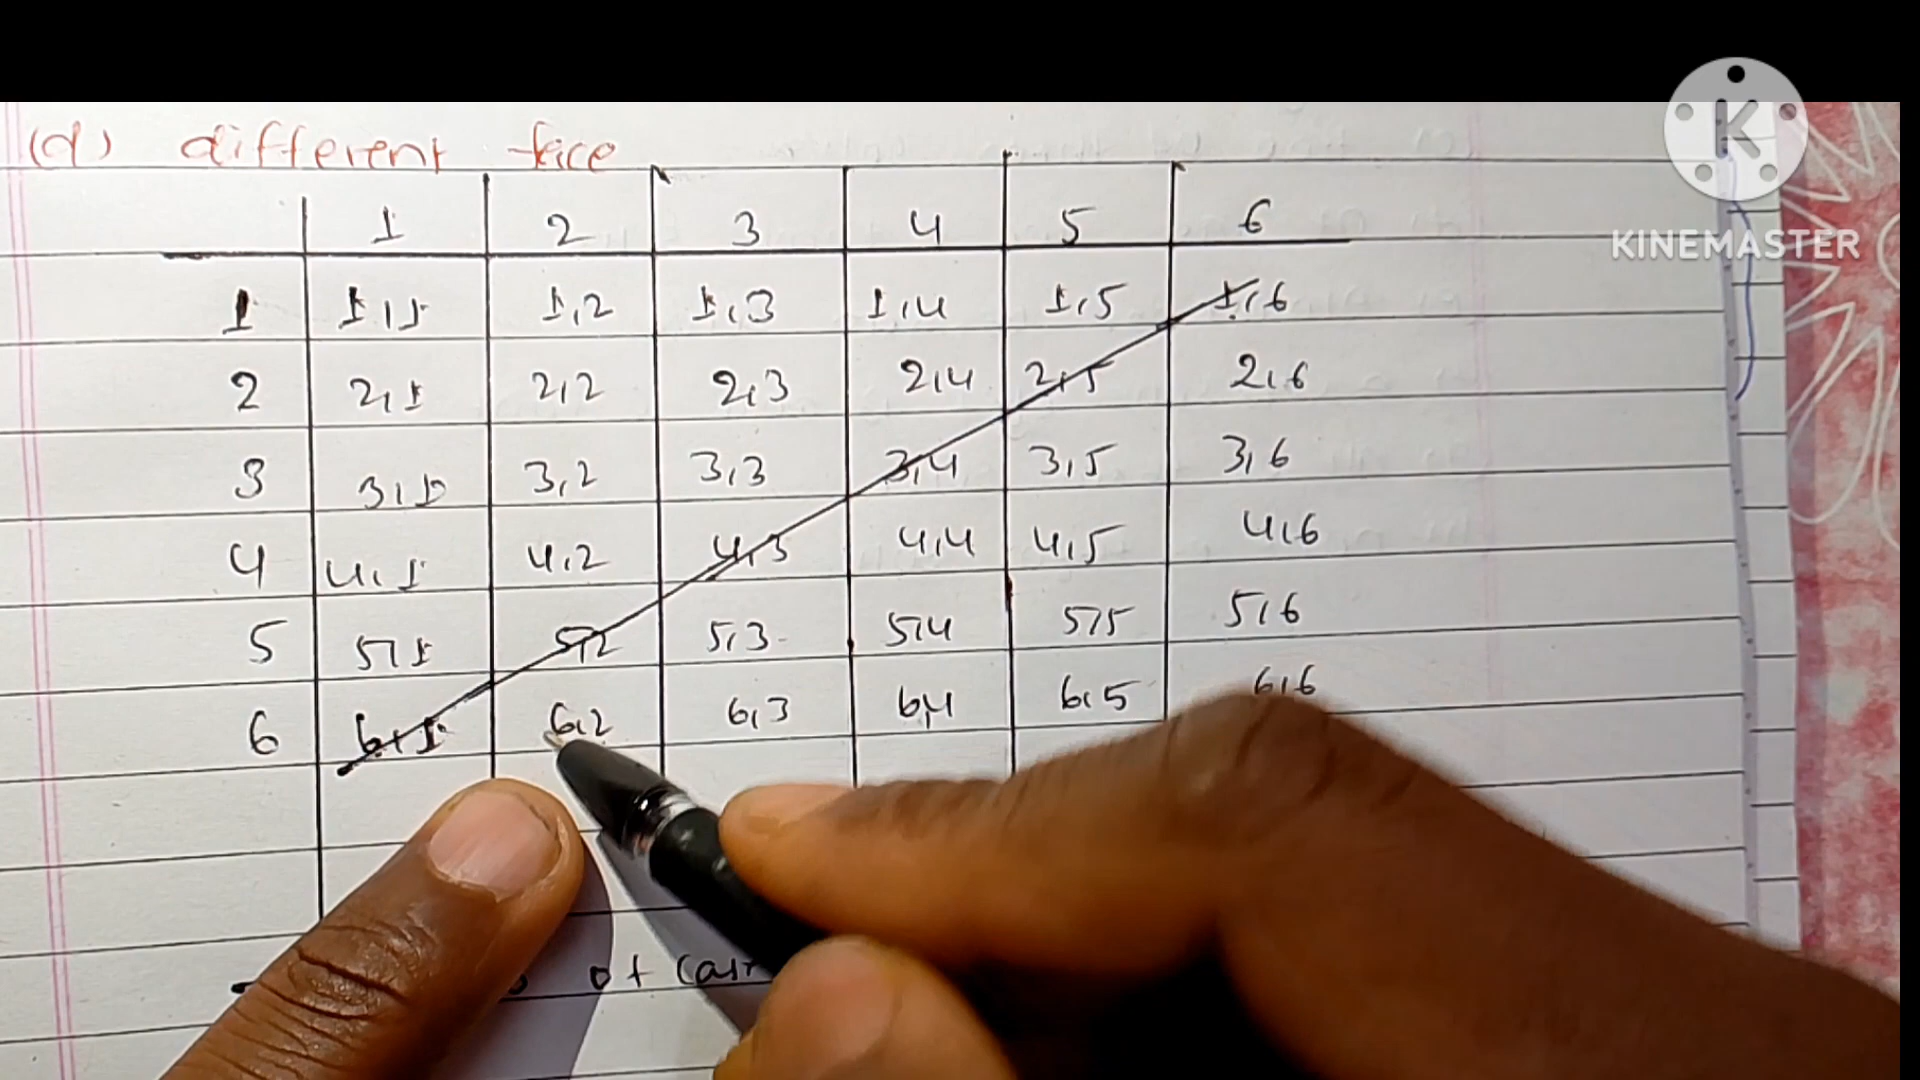 K
KINEMASTER
(d) different face
1 2 3 4 5 6
1 1,1 1,2 1,3 1,4 1,5 1,6
2 2,1 2,2 2,3 2,4 2,5 2,6
3 3,1 3,2 3,3 3,4 3,5 3,6
4 4,1 4,2 4,3 4,4 4,5 4,6
5 5,1 5,2 5,3 5,4 5,5 5,6
6 6,1 6,2 6,3 6,4 6,5 6,6
of